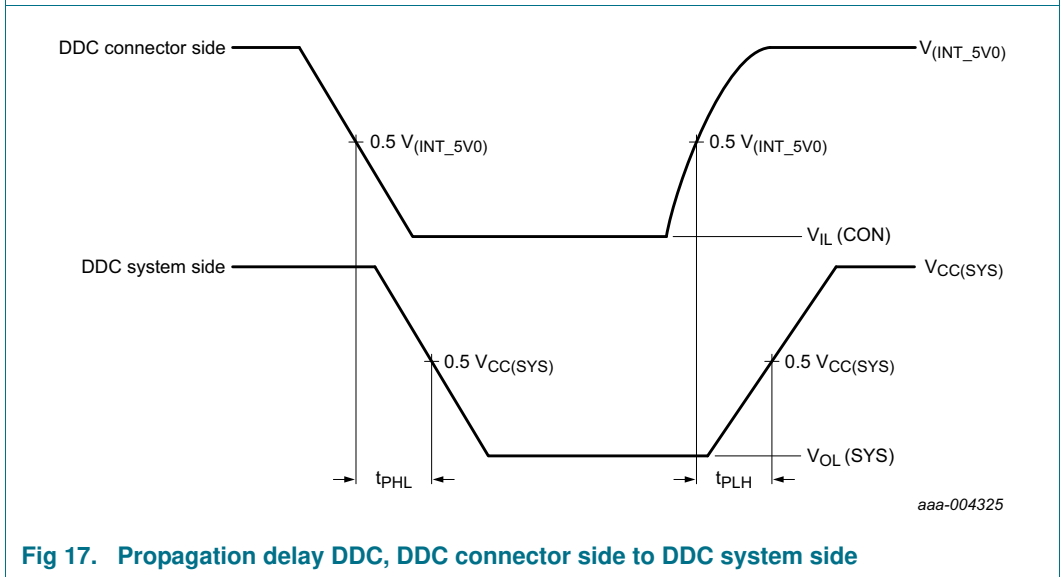 DDC connector side
V(INT_5V0)
0.5 V(INT_5V0)
0.5 V(INT_5V0)
VIL (CON)
DDC system side
VCC(SYS)
0.5 VCC(SYS)
0.5 VCC(SYS)
VOL (SYS)
tPHL
tPLH
aaa-004325
Fig 17. Propagation delay DDC, DDC connector side to DDC system side